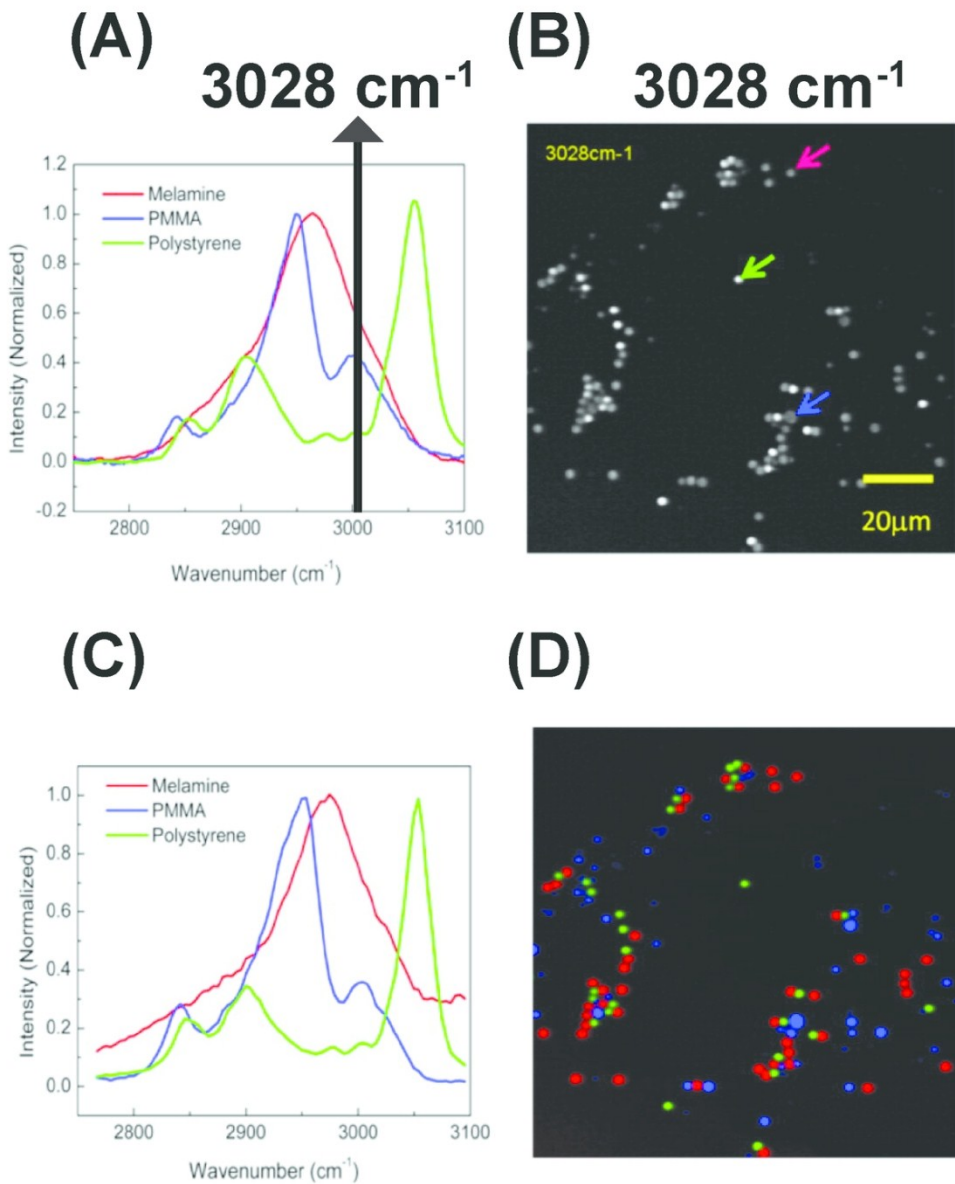 (A)
3028 cm-1
1.2
1.0
0.8
0.6
0.4
0.2
0.0
-0.2
Intensity (Normalized)
Melamine
PMMA
Polystyrene
2800 2900 3000 3100
Wavenumber (cm-1)
(B)
3028 cm-1
3028cm-1
20μm
(C)
1.0
0.8
0.6
0.4
0.2
0.0
Intensity (Normalized)
Melamine
PMMA
Polystyrene
2800 2900 3000 3100
Wavenumber (cm-1)
(D)